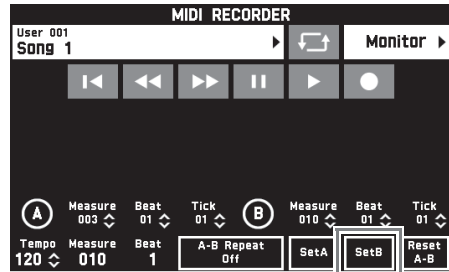 MIDI RECORDER
User 001
Song 1
Monitor
A Measure Beat Tick B Measure Beat Tick
003 01 01 010 01 01
Tempo Measure Beat A-B Repeat SetA SetB Reset
120 010 1 Off A-B